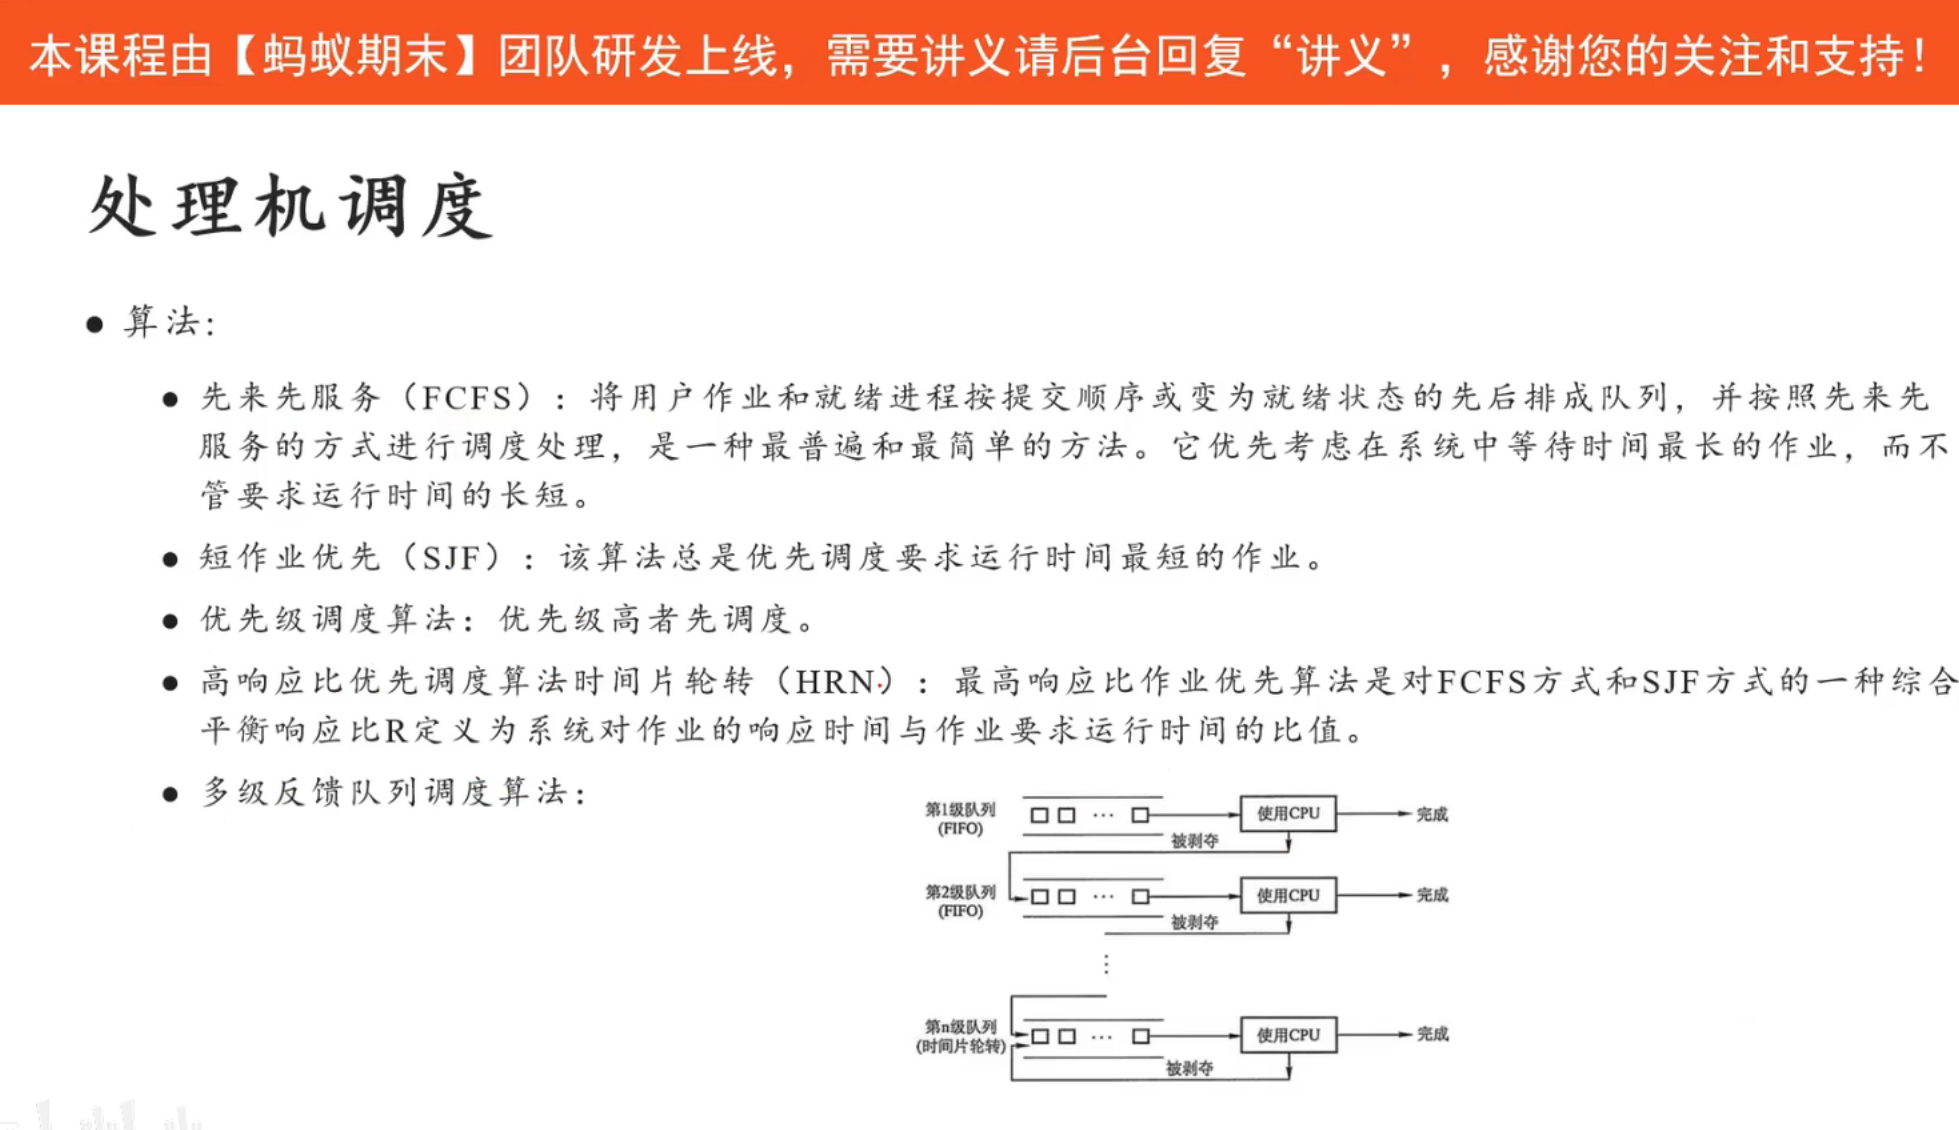 本课程由【蚂蚁期末】团队研发上线，需要讲义请后台回复“讲义”，感谢您的关注和支持！
处理机调度
● 算法：
● 先来先服务（FCFS）：将用户作业和就绪进程按提交顺序或变为就绪状态的先后排成队列，并按照先来先
服务的方式进行调度处理，是一种最普遍和最简单的方法。它优先考虑在系统中等待时间最长的作业，而不
管要求运行时间的长短。
● 短作业优先（SJF）：该算法总是优先调度要求运行时间最短的作业。
● 优先级调度算法：优先级高者先调度。
● 高响应比优先调度算法时间片轮转（HRN）：最高响应比作业优先算法是对FCFS方式和SJF方式的一种综合
平衡响应比R定义为系统对作业的响应时间与作业要求运行时间的比值。
● 多级反馈队列调度算法：
第1级队列
(FIFO)
…
使用CPU
完成
被剥夺
第2级队列
(FIFO)
…
使用CPU
完成
被剥夺
⋮
第n级队列
(时间片轮转)
…
使用CPU
完成
被剥夺